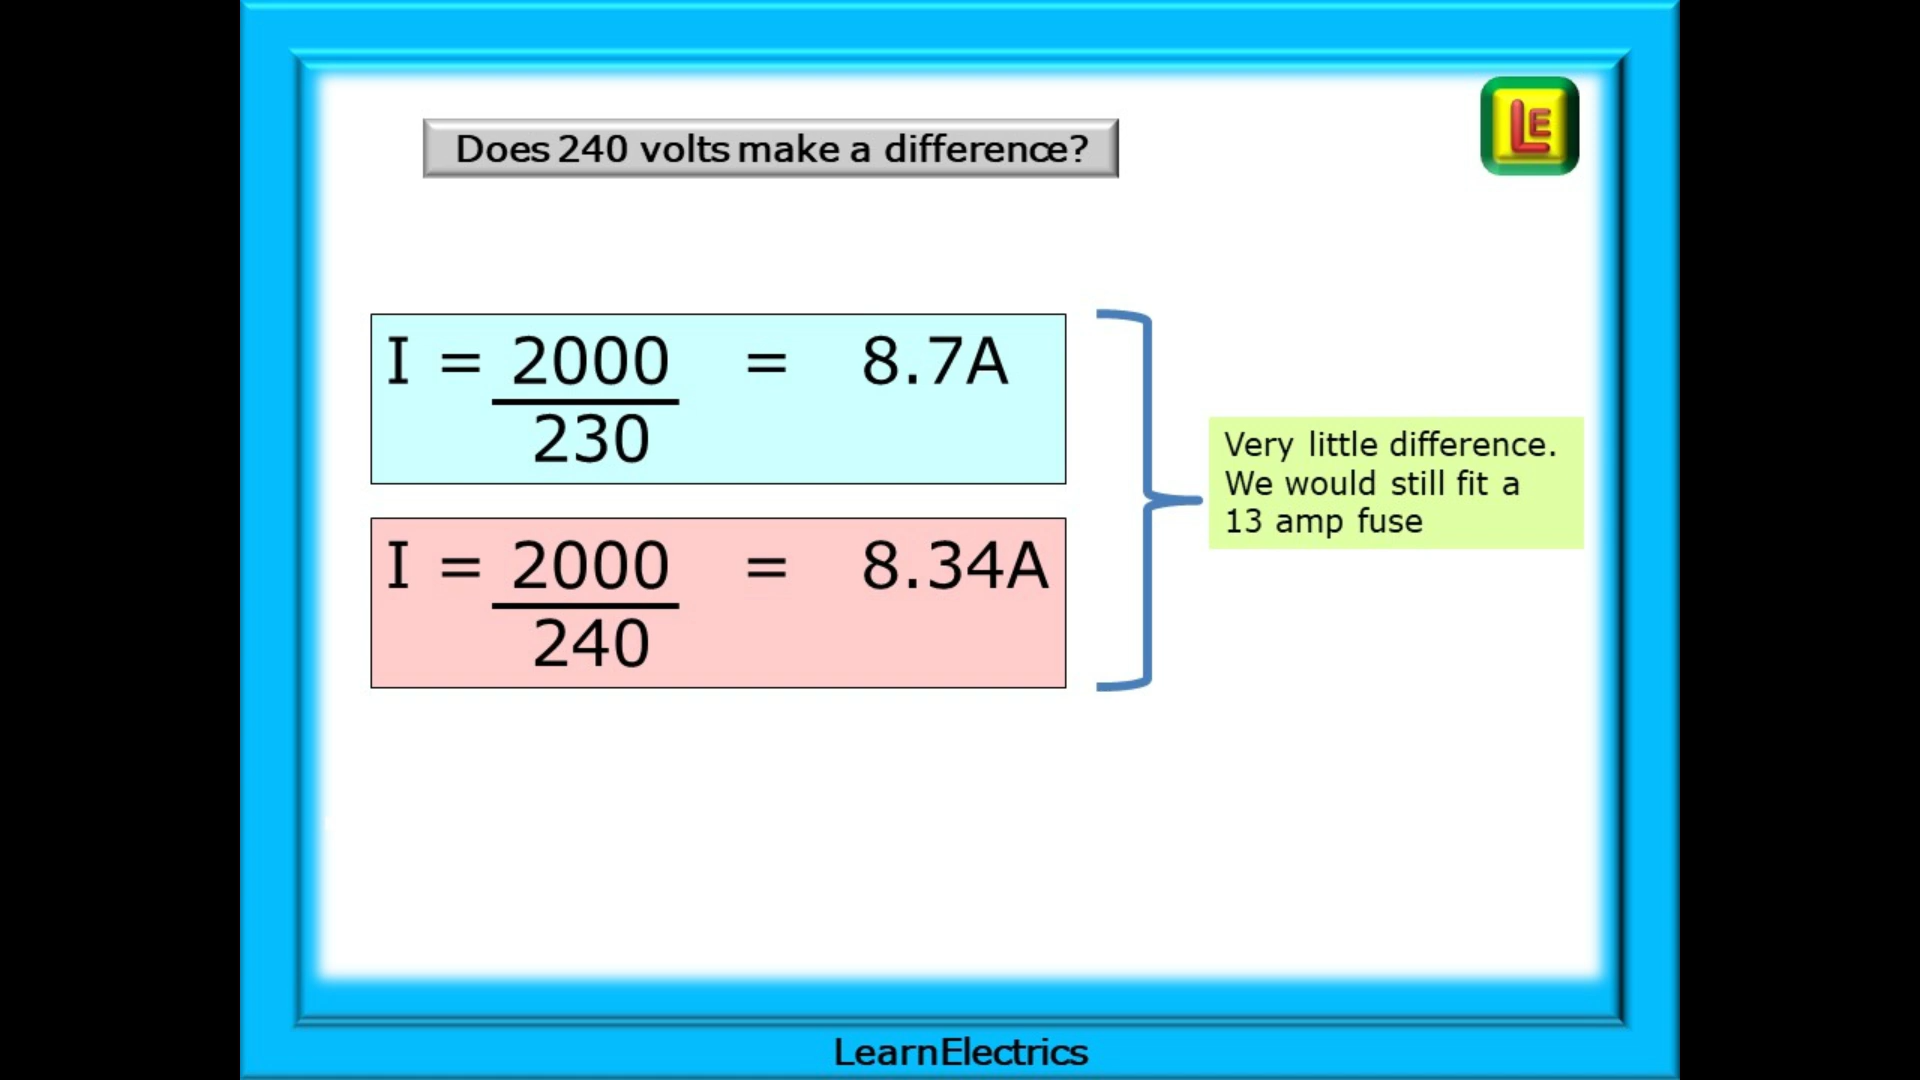 LE
Does 240 volts make a difference?
I = 2000 = 8.7A
230
I = 2000 = 8.34A
240
Very little difference.
We would still fit a
13 amp fuse
LearnElectrics